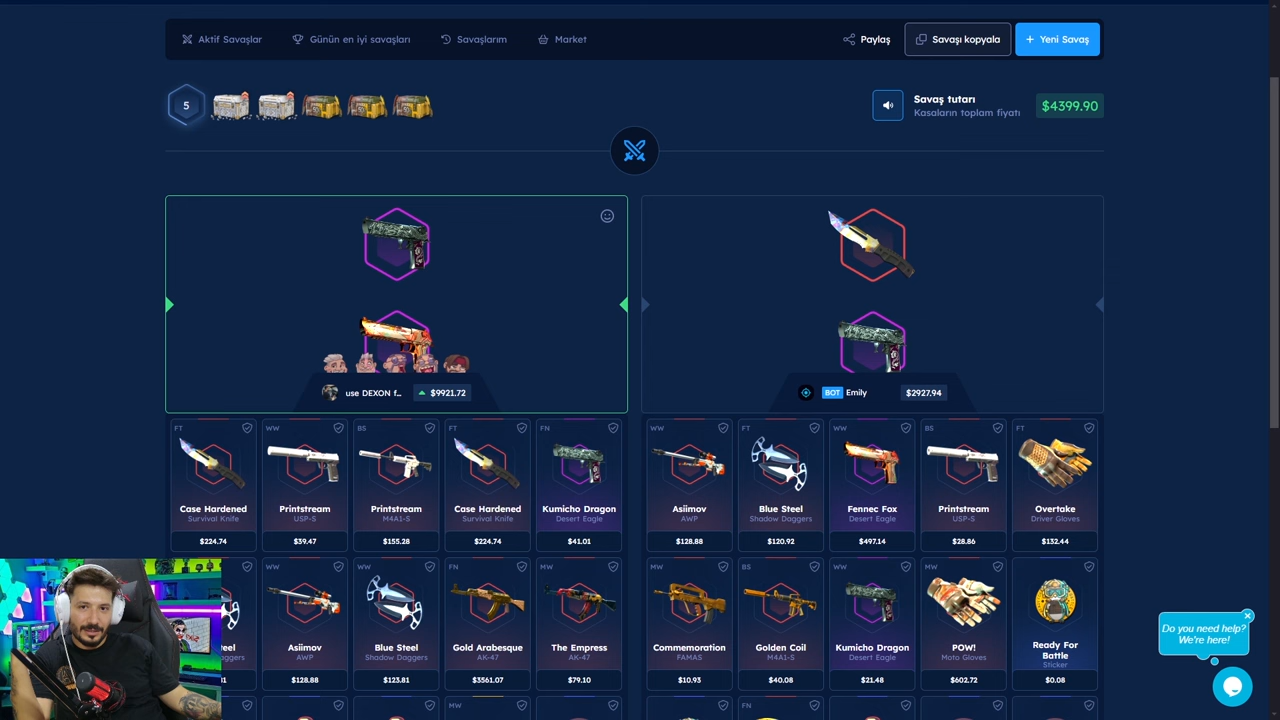 Aktif Savaşlar
Günün en iyi savaşları
Savaşlarım
Market
Paylaş
Savaşı kopyala
+ Yeni Savaş
5
Savaş tutarı
Kasaların toplam fiyatı
$4399.90
use DEXON f...
$9921.72
BOT Emily
$2927.94
FT
Case Hardened
Survival Knife
$224.74
WW
Printstream
USP-S
$39.47
BS
Printstream
M4A1-S
$155.28
FT
Case Hardened
Survival Knife
$224.74
FN
Kumicho Dragon
Desert Eagle
$41.01
WW
Asiimov
AWP
$128.88
FT
Blue Steel
Shadow Daggers
$120.92
WW
Fennec Fox
Desert Eagle
$497.14
BS
Printstream
USP-S
$28.86
FT
Overtake
Driver Gloves
$132.44
WW
Asiimov
AWP
$128.88
WW
Blue Steel
Shadow Daggers
$123.81
FN
Gold Arabesque
AK-47
$3561.07
MW
The Empress
AK-47
$79.10
MW
Commemoration
FAMAS
$10.93
BS
Golden Coil
M4A1-S
$40.08
WW
Kumicho Dragon
Desert Eagle
$21.48
MW
POW!
Moto Gloves
$602.72
Ready For
Battle
Sticker
$0.08
MW
FN
Do you need help?
We're here!